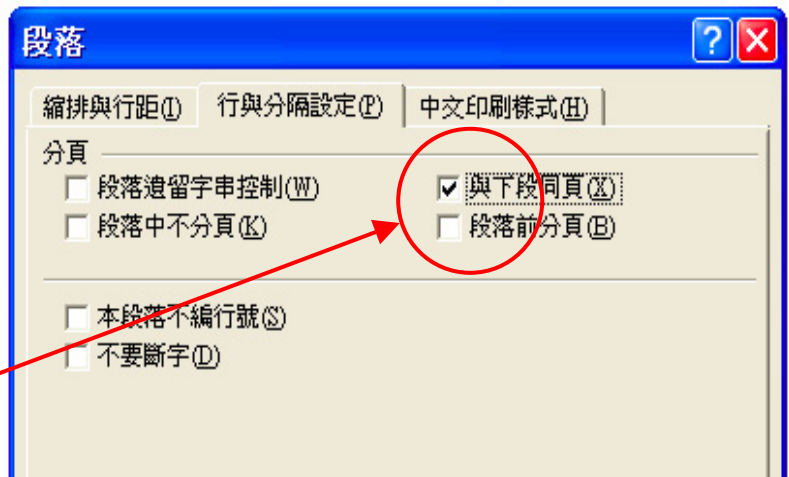 段落
縮排與行距(I) 行與分隔設定(P) 中文印刷樣式(H)
分頁
段落遺留字串控制(W) 與下段同頁(X)
段落中不分頁(K) 段落前分頁(B)
本段落不編行號(S)
不要斷字(D)